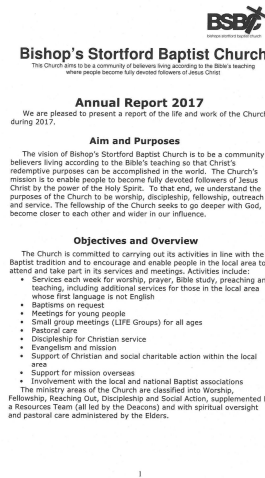 BSBC
bishops stortford baptist church
Bishop's Stortford Baptist Church
This Church aims to be a community of believers living according to the Bible's teaching
where people become fully devoted followers of Jesus Christ
Annual Report 2017
We are pleased to present a report of the life and work of the Churc
during 2017.
Aim and Purposes
The vision of Bishop's Stortford Baptist Church is to be a community
believers living according to the Bible's teaching so that Christ's
redemptive purposes can be accomplished in the world. The Church's
mission is to enable people to become fully devoted followers of Jesus
Christ by the power of the Holy Spirit. To that end, we understand the
purposes of the Church to be worship, discipleship, fellowship, outreach
and service. The fellowship of the Church seeks to go deeper with God,
become closer to each other and wider in our influence.
Objectives and Overview
The Church is committed to carrying out its activities in line with the
Baptist tradition and to encourage and enable people in the local area to
attend and take part in its services and meetings. Activities include:
• Services each week for worship, prayer, Bible study, preaching an
teaching, including additional services for those in the local area
whose first language is not English
• Baptisms on request
• Meetings for young people
• Small group meetings (LIFE Groups) for all ages
• Pastoral care
• Discipleship for Christian service
• Evangelism and mission
• Support of Christian and social charitable action within the local
area
• Support for mission overseas
• Involvement with the local and national Baptist associations
The ministry areas of the Church are classified into Worship,
Fellowship, Reaching Out, Discipleship and Social Action, supplemented
a Resources Team (all led by the Deacons) and with spiritual oversight
and pastoral care administered by the Elders.
1